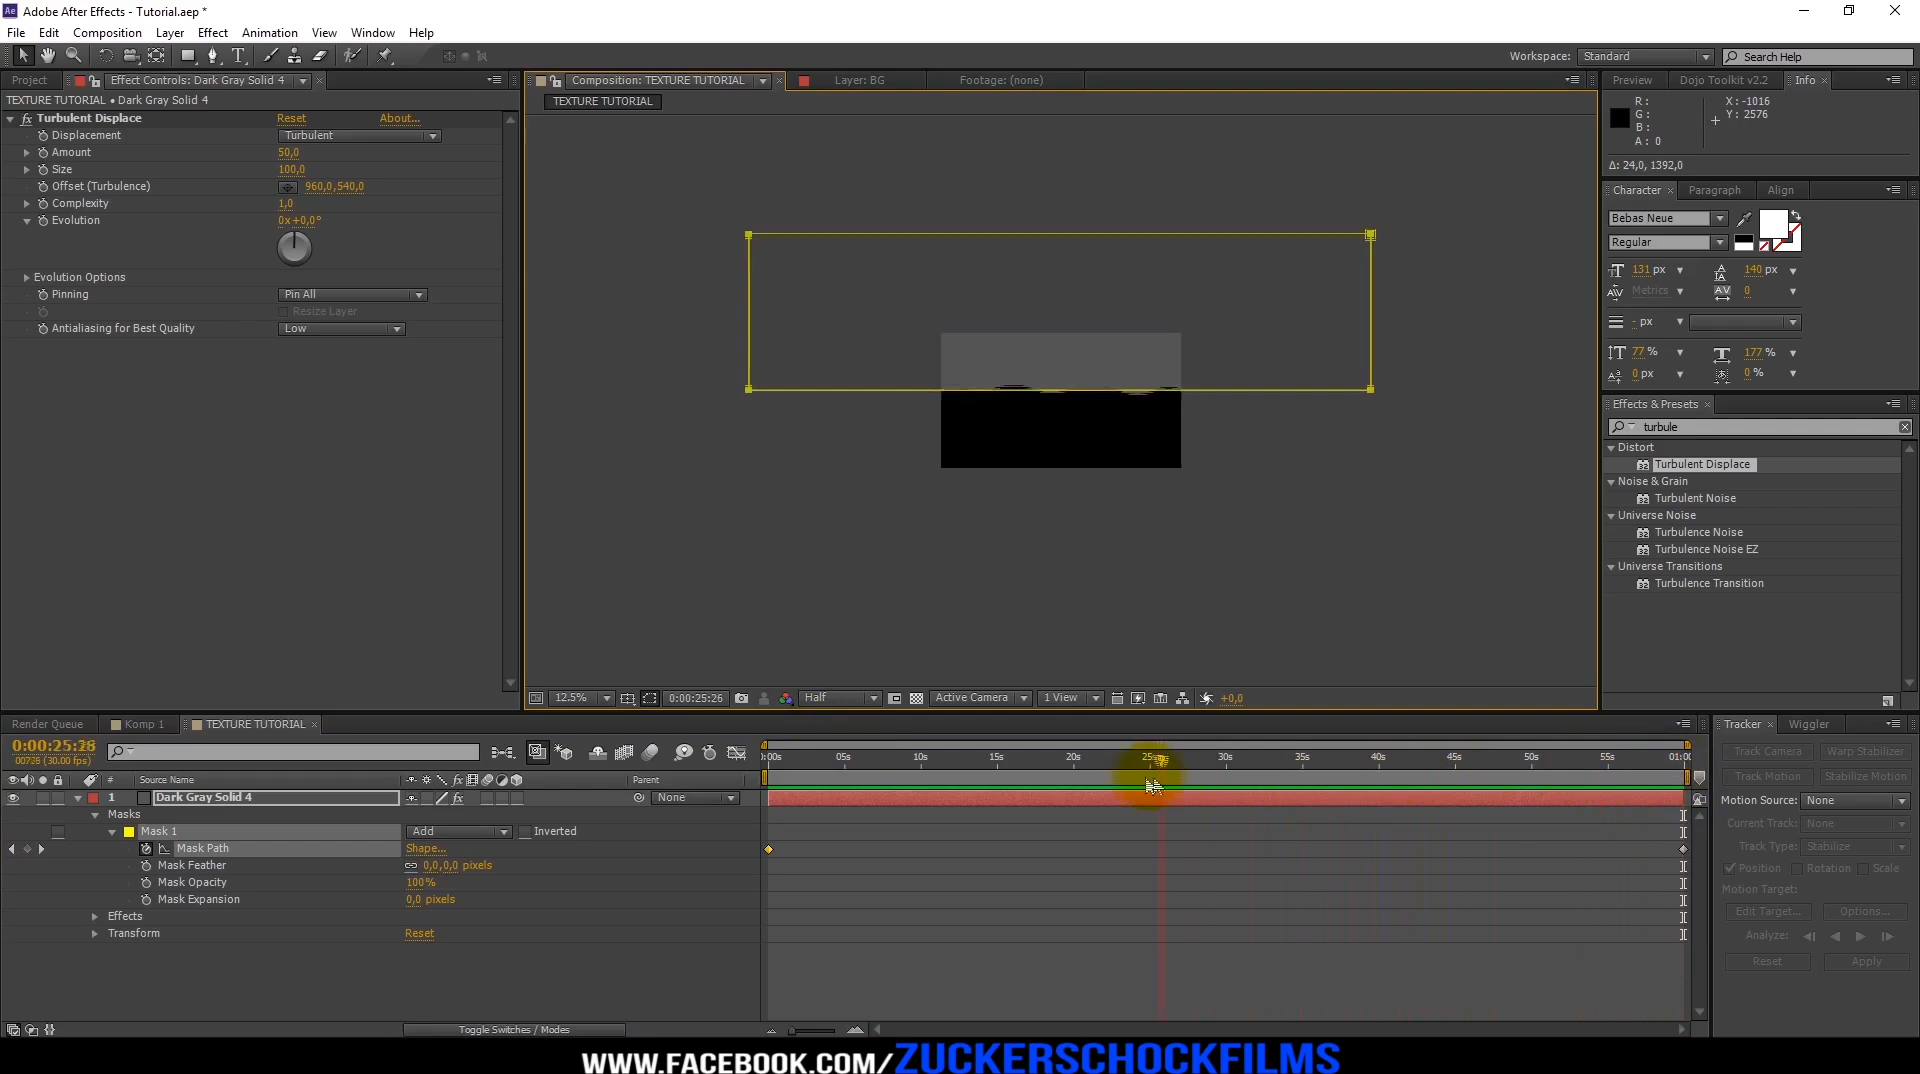 Adobe After Effects - Tutorial.aep *
File Edit Composition Layer Effect Animation View Window Help
Workspace: Standard Search Help
Project Effect Controls: Dark Gray Solid 4
TEXTURE TUTORIAL • Dark Gray Solid 4
fx Turbulent Displace Reset About...
Displacement Turbulent
Amount 50,0
Size 100,0
Offset (Turbulence) 960,0,540,0
Complexity 1,0
Evolution 0x+0,0°
Evolution Options
Pinning Pin All
Resize Layer
Antialiasing for Best Quality Low
Composition: TEXTURE TUTORIAL Layer: BG Footage: (none)
TEXTURE TUTORIAL
12.5% 0:00:25:26 Half Active Camera 1 View +0,0
Preview Dojo Toolkit v2.2 Info
R: X: -1016
G: Y: 2576
B:
A: 0
Δ: 24,0, 1392,0
Character Paragraph Align
Bebas Neue
Regular
131 px 140 px
Metrics 0
- px
77 % 177 %
0 px 0 %
Effects & Presets
turbule
Distort
Turbulent Displace
Noise & Grain
Turbulent Noise
Universe Noise
Turbulence Noise
Turbulence Noise EZ
Universe Transitions
Turbulence Transition
Render Queue Komp 1 TEXTURE TUTORIAL
(30.00 fps)
# Source Name Parent
:00s 05s 10s 15s 20s 25s 30s 35s 40s 45s 50s 55s 01:00
1 Dark Gray Solid 4 fx None
Masks
Mask 1 Add Inverted
Mask Path Shape...
Mask Feather 0,0,0,0 pixels
Mask Opacity 100%
Mask Expansion 0,0 pixels
Effects
Transform Reset
Toggle Switches / Modes
Tracker Wiggler
Track Camera Warp Stabilizer
Track Motion Stabilize Motion
Motion Source: None
Current Track: None
Track Type: Stabilize
Position Rotation Scale
Motion Target:
Edit Target... Options...
Analyze:
Reset Apply
www.facebook.com/ZUCKERSCHOCKFILMS